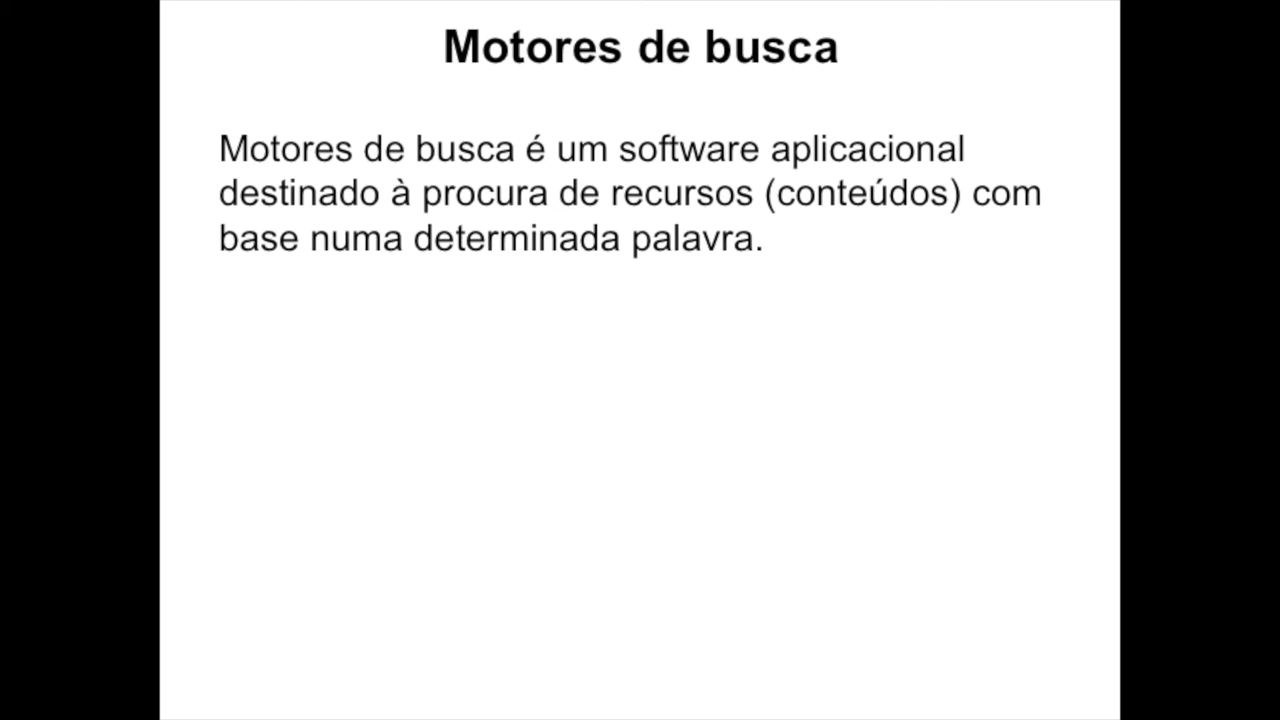 Motores de busca
Motores de busca é um software aplicacional
destinado à procura de recursos (conteúdos) com
base numa determinada palavra.